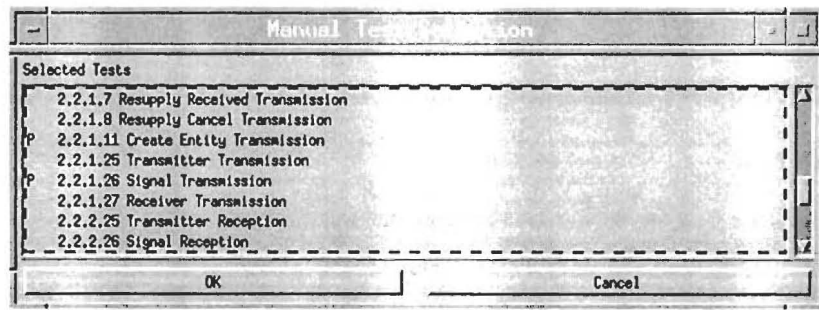 Manual Test Selection
Selected Tests
2.2.1.7 Resupply Received Transmission
2.2.1.8 Resupply Cancel Transmission
P 2.2.1.11 Create Entity Transmission
2.2.1.25 Transmitter Transmission
P 2.2.1.26 Signal Transmission
2.2.1.27 Receiver Transmission
2.2.2.25 Transmitter Reception
2.2.2.26 Signal Reception
OK Cancel